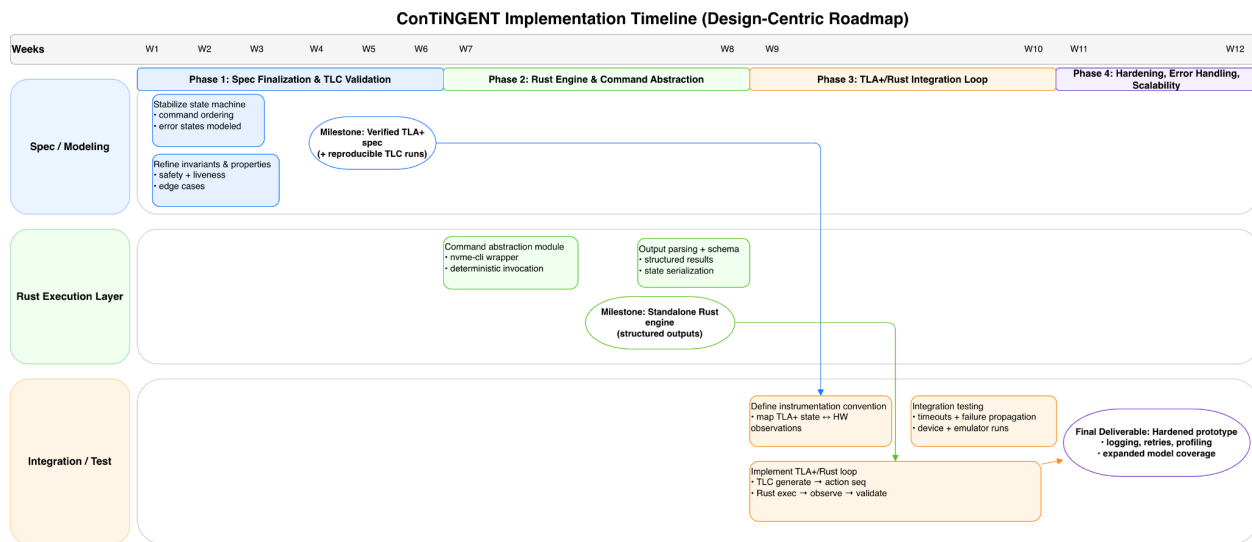 ConTiNGENT Implementation Timeline (Design-Centric Roadmap)
Weeks W1 W2 W3 W4 W5 W6 W7 W8 W9 W10 W11 W12
Phase 1: Spec Finalization & TLC Validation
Phase 2: Rust Engine & Command Abstraction
Phase 3: TLA+/Rust Integration Loop
Phase 4: Hardening, Error Handling,
Scalability
Spec / Modeling
Stabilize state machine
• command ordering
• error states modeled
Refine invariants & properties
• safety + liveness
• edge cases
Milestone: Verified TLA+
spec
(+ reproducible TLC runs)
Rust Execution Layer
Command abstraction module
• nvme-cli wrapper
• deterministic invocation
Output parsing + schema
• structured results
• state serialization
Milestone: Standalone Rust
engine
(structured outputs)
Integration / Test
Define instrumentation convention
• map TLA+ state ↔ HW
observations
Integration testing
• timeouts + failure propagation
• device + emulator runs
Implement TLA+/Rust loop
• TLC generate → action seq
• Rust exec → observe → validate
Final Deliverable: Hardened prototype
• logging, retries, profiling
• expanded model coverage